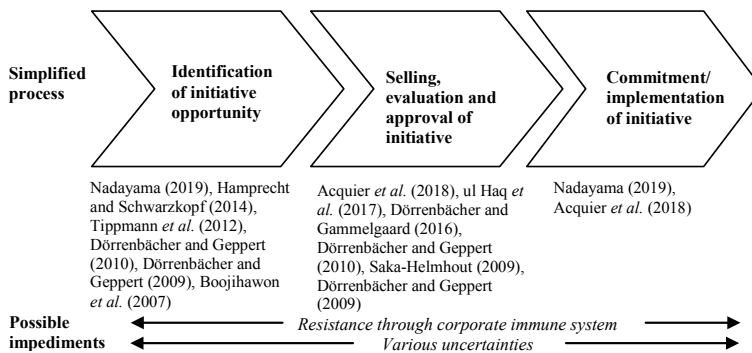 Simplified
process
Identification
of initiative
opportunity
Selling,
evaluation and
approval of
initiative
Commitment/
implementation
of initiative
Nadayama (2019), Hamprecht
and Schwarzkopf (2014),
Tippmann et al. (2012),
Dörrenbächer and Geppert
(2010), Dörrenbächer and
Geppert (2009), Boojihawon
et al. (2007)
Acquier et al. (2018), ul Haq et
al. (2017), Dörrenbächer and
Gammelgaard (2016),
Dörrenbächer and Geppert
(2010), Saka-Helmhout (2009),
Dörrenbächer and Geppert
(2009)
Nadayama (2019),
Acquier et al. (2018)
Possible
impediments
Resistance through corporate immune system
Various uncertainties